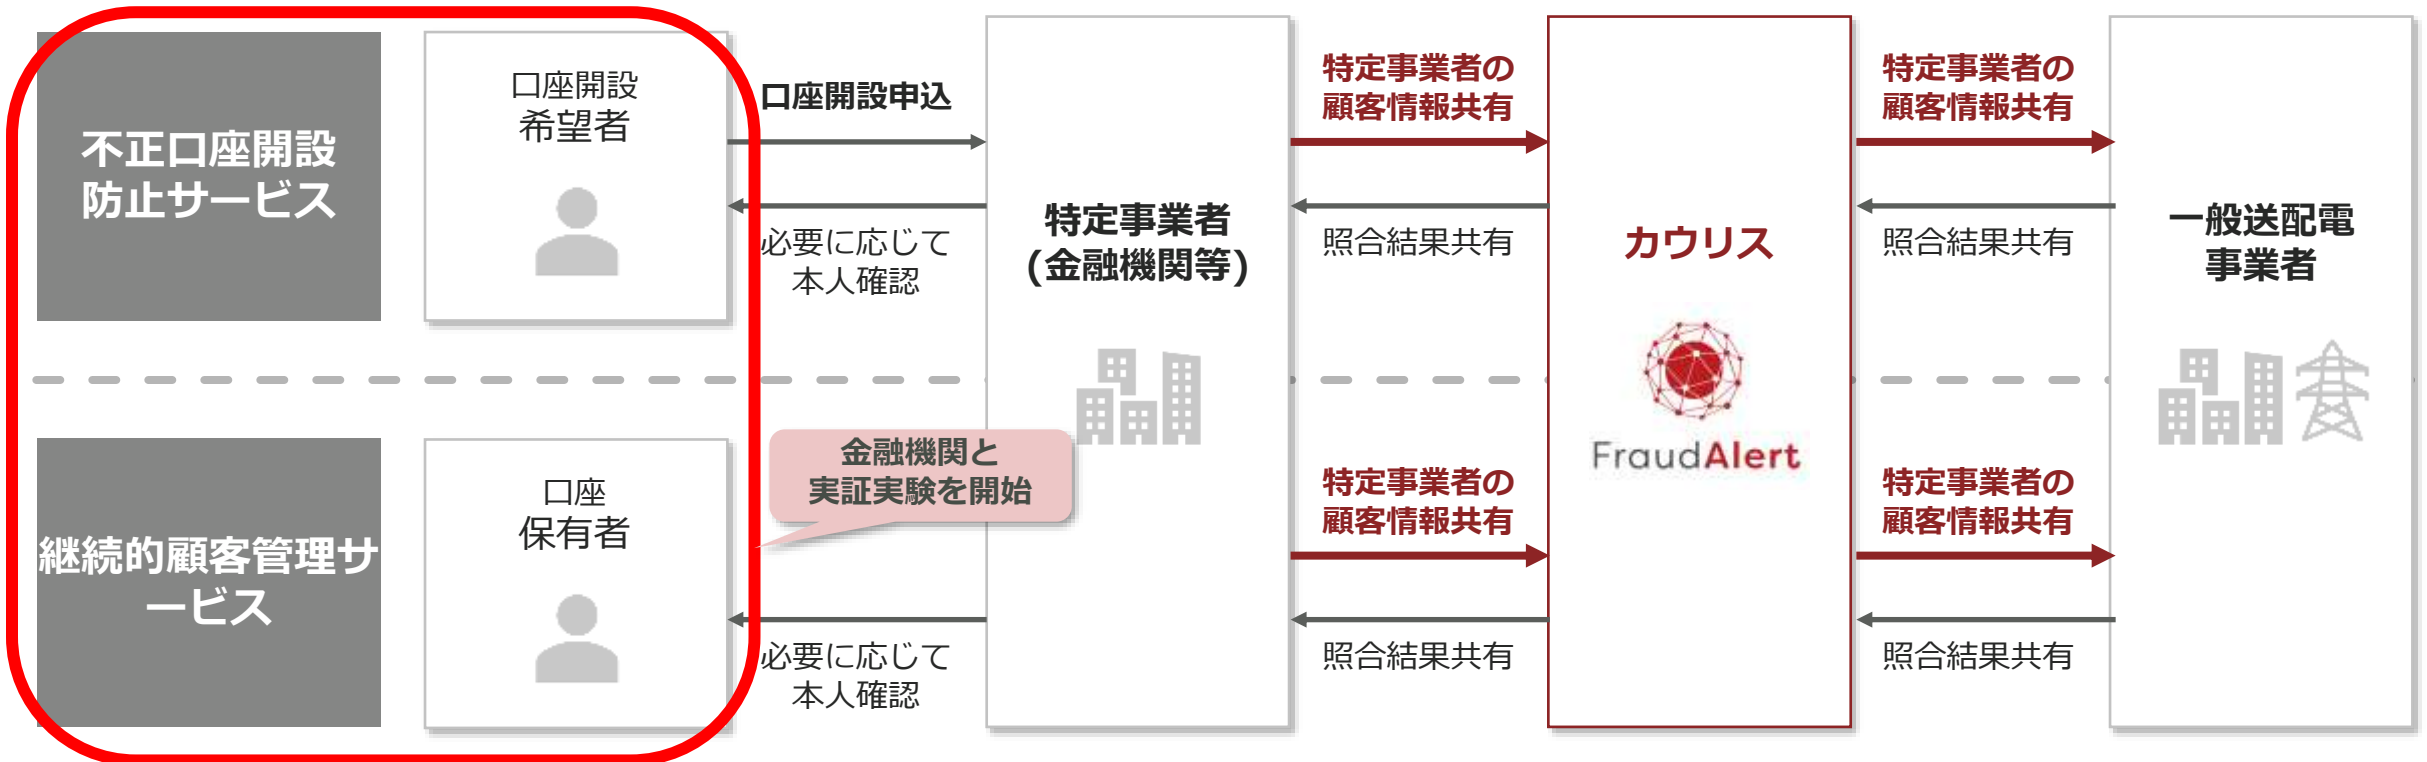 不正口座開設
防止サービス
口座開設
希望者
口座開設申込
必要に応じて
本人確認
特定事業者
(金融機関等)
特定事業者の
顧客情報共有
照合結果共有
カウリス
FraudAlert
特定事業者の
顧客情報共有
照合結果共有
一般送配電
事業者
継続的顧客管理サ
ービス
口座
保有者
金融機関と
実証実験を開始
必要に応じて
本人確認
特定事業者の
顧客情報共有
照合結果共有
特定事業者の
顧客情報共有
照合結果共有